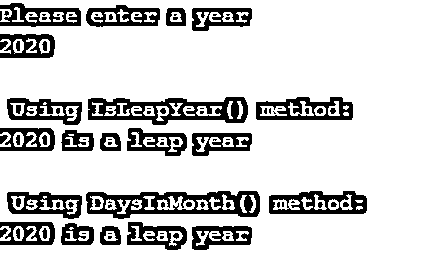 Please enter a year
2020
Using IsLeapYear() method:
2020 is a leap year
Using DaysInMonth() method:
2020 is a leap year